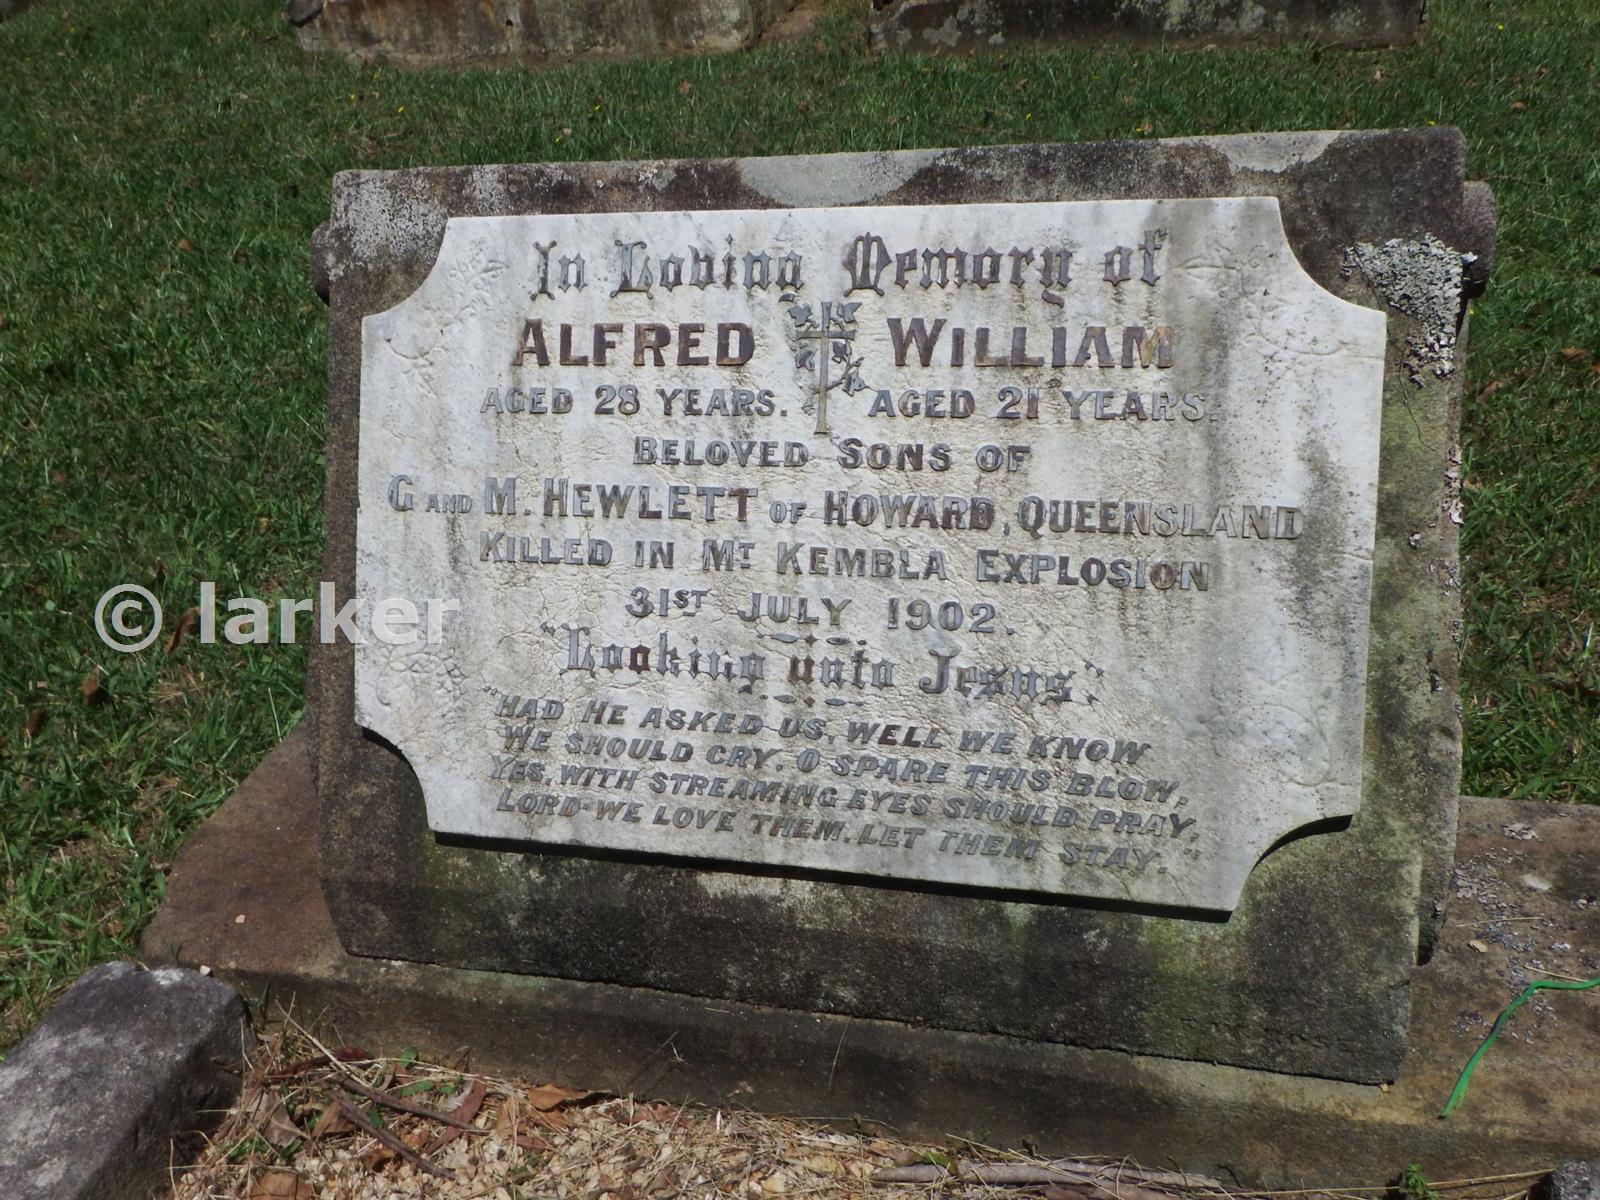 In Loving Memory of
ALFRED WILLIAM
AGED 28 YEARS. AGED 21 YEARS.
BELOVED SONS OF
G AND M. HEWLETT OF HOWARD, QUEENSLAND
KILLED IN MT KEMBLA EXPLOSION
31ST JULY 1902.
"Looking unto Jesus."
"HAD HE ASKED US, WELL WE KNOW
WE SHOULD CRY, O SPARE THIS BLOW,
YES, WITH STREAMING EYES SHOULD PRAY,
LORD WE LOVE THEM, LET THEM STAY."
© larker